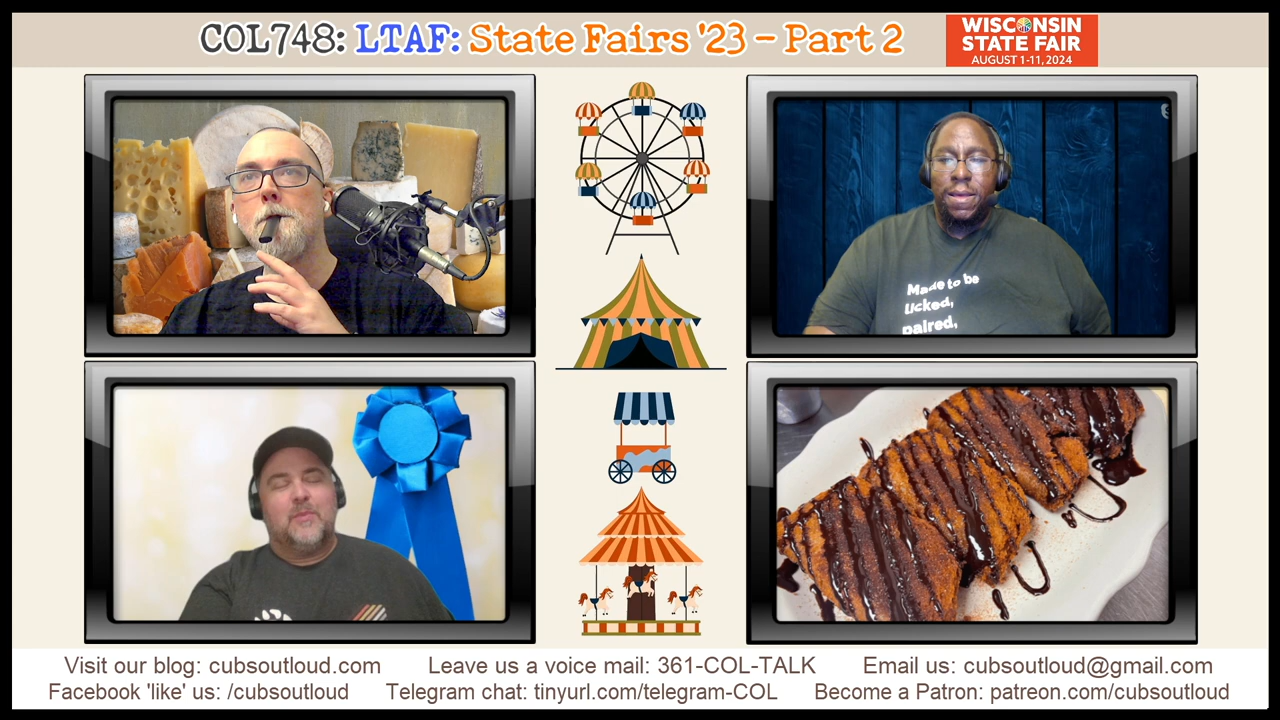 COL748: LTAF: State Fairs '23 - Part 2
WISCONSIN
STATE FAIR
AUGUST 1-11, 2024
Made to be
licked,
paired,
Visit our blog: cubsoutloud.com Leave us a voice mail: 361-COL-TALK Email us: cubsoutloud@gmail.com
Facebook 'like' us: /cubsoutloud Telegram chat: tinyurl.com/telegram-COL Become a Patron: patreon.com/cubsoutloud